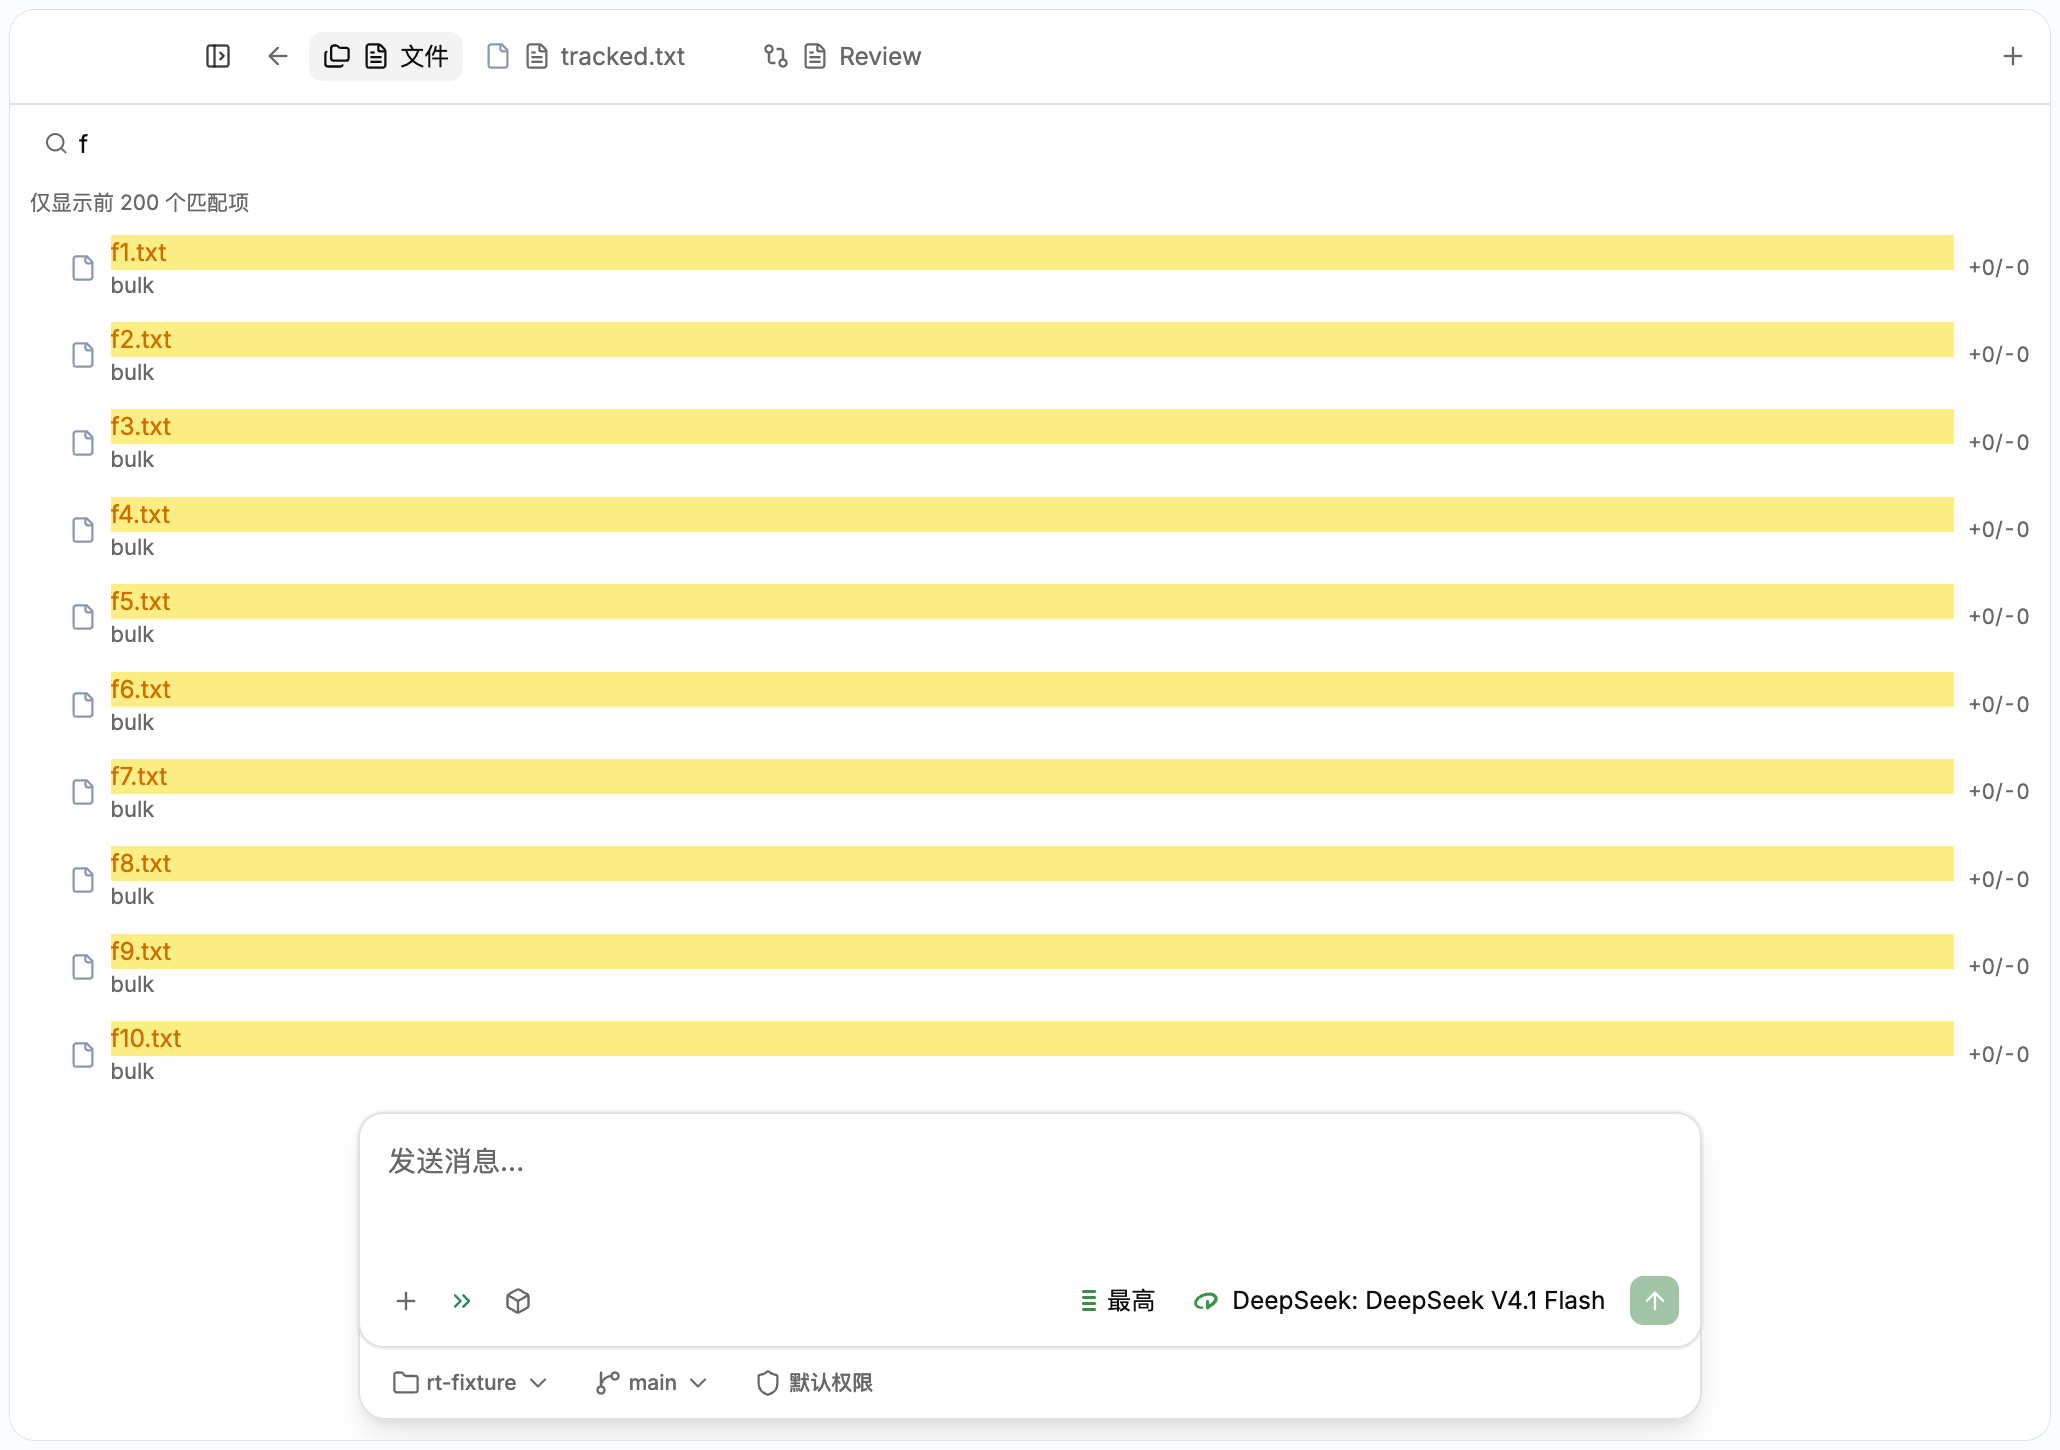 文件 tracked.txt Review
f
仅显示前 200 个匹配项
f1.txt
bulk
+0/-0
f2.txt
bulk
+0/-0
f3.txt
bulk
+0/-0
f4.txt
bulk
+0/-0
f5.txt
bulk
+0/-0
f6.txt
bulk
+0/-0
f7.txt
bulk
+0/-0
f8.txt
bulk
+0/-0
f9.txt
bulk
+0/-0
f10.txt
bulk
+0/-0
发送消息...
最高 DeepSeek: DeepSeek V4.1 Flash
rt-fixture main 默认权限